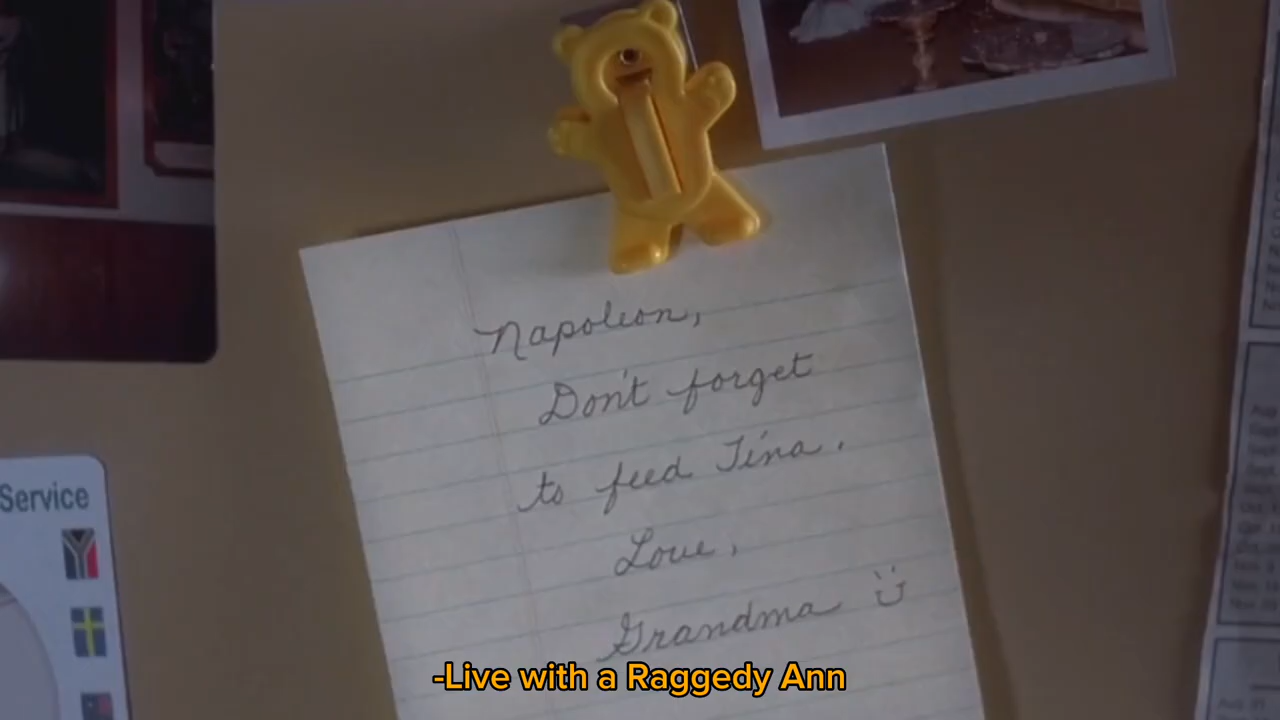 Napoleon,
Don't forget
to feed Tina.
Love,
Grandma :)
Service
-Live with a Raggedy Ann